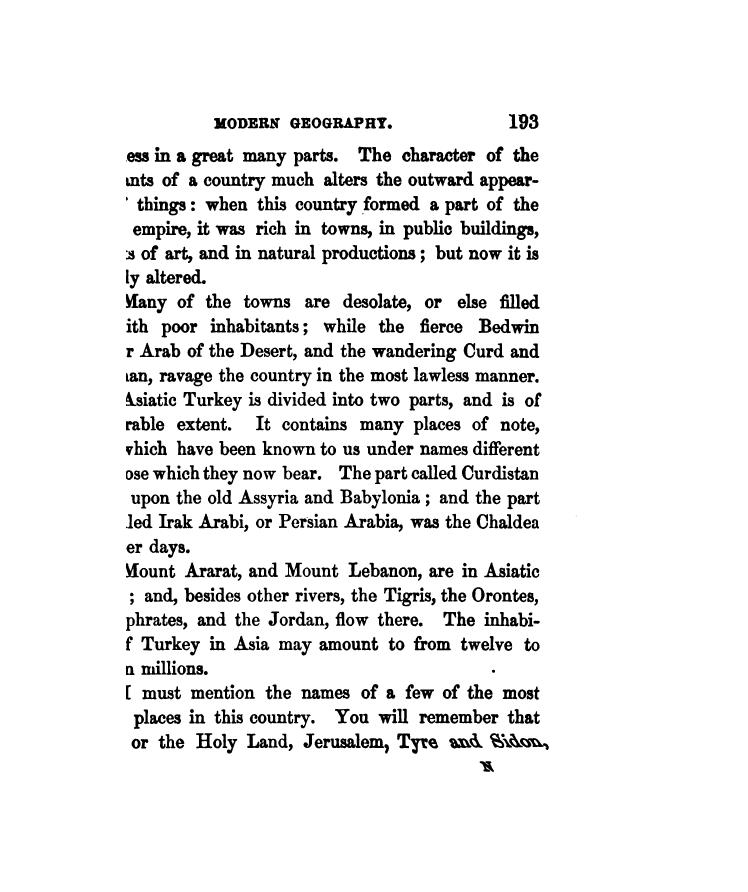 MODERN GEOGRAPHY. 193
ess in a great many parts. The character of the
nts of a country much alters the outward appear-
' things: when this country formed a part of the
empire, it was rich in towns, in public buildings,
s of art, and in natural productions; but now it is
ly altered.
Many of the towns are desolate, or else filled
ith poor inhabitants; while the fierce Bedwin
r Arab of the Desert, and the wandering Curd and
an, ravage the country in the most lawless manner.
Asiatic Turkey is divided into two parts, and is of
rable extent. It contains many places of note,
which have been known to us under names different
ose which they now bear. The part called Curdistan
upon the old Assyria and Babylonia; and the part
led Irak Arabi, or Persian Arabia, was the Chaldea
er days.
Mount Ararat, and Mount Lebanon, are in Asiatic
; and, besides other rivers, the Tigris, the Orontes,
phrates, and the Jordan, flow there. The inhabi-
f Turkey in Asia may amount to from twelve to
n millions.
I must mention the names of a few of the most
places in this country. You will remember that
or the Holy Land, Jerusalem, Tyre and Sidon,
N